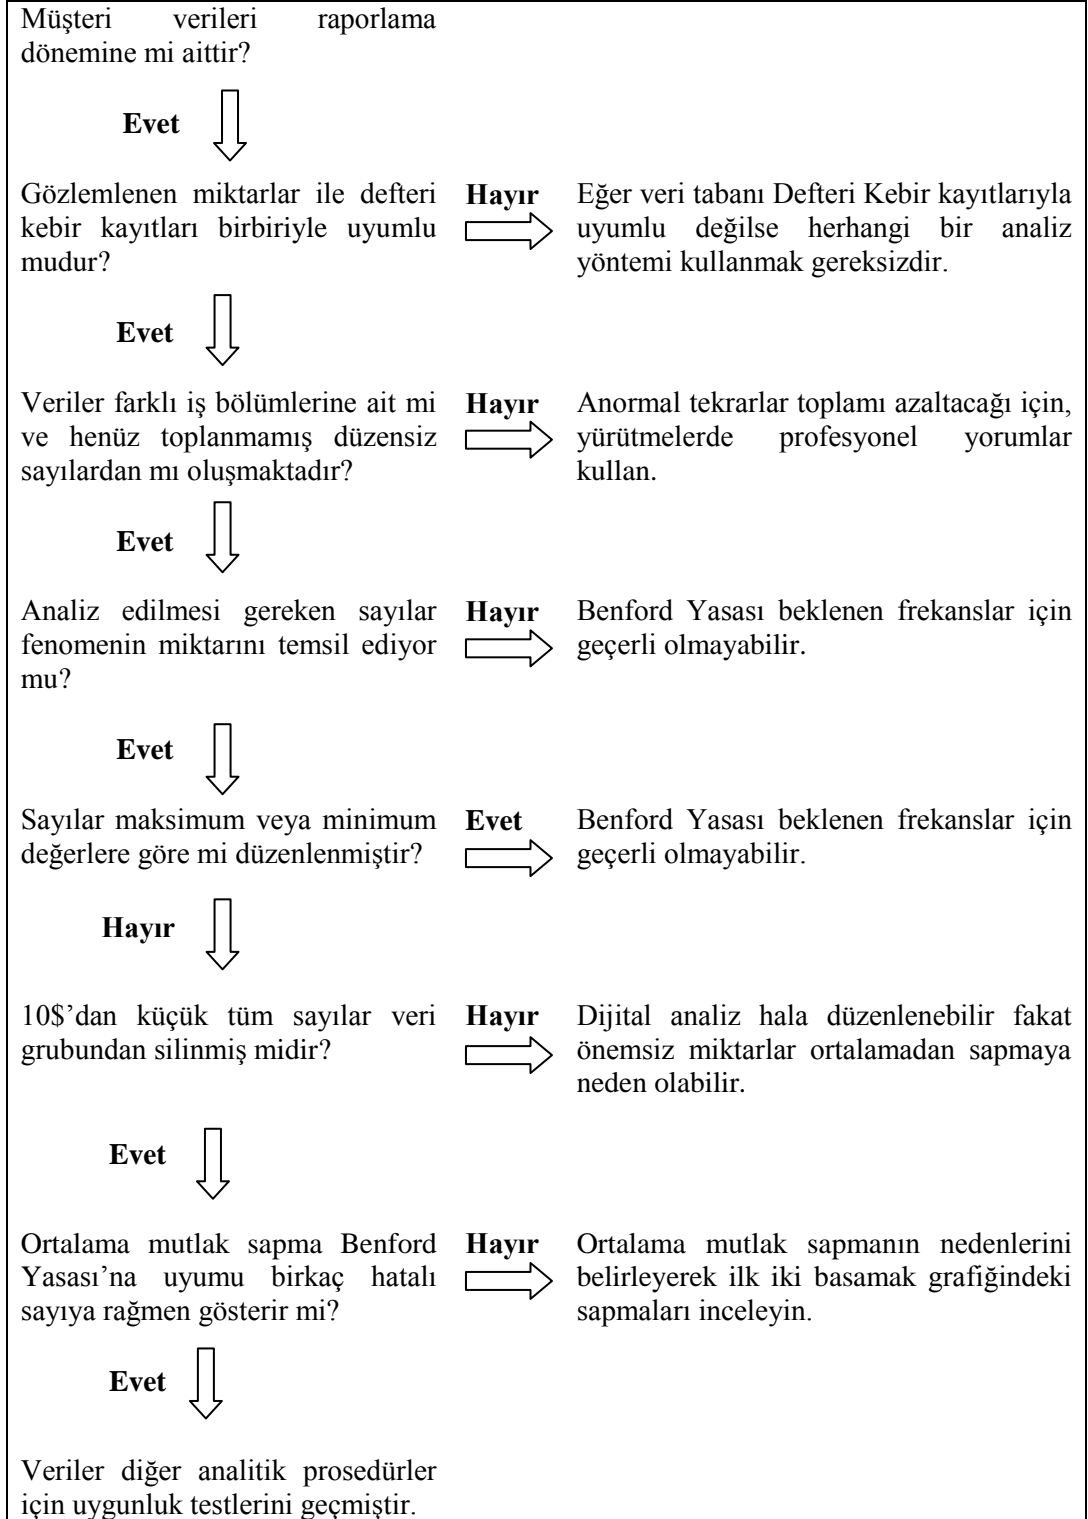 Müşteri verileri raporlama
dönemine mi aittir?
Evet
Gözlemlenen miktarlar ile defteri
kebir kayıtları birbiriyle uyumlu
mudur?
Hayır
Eğer veri tabanı Defteri Kebir kayıtlarıyla
uyumlu değilse herhangi bir analiz
yöntemi kullanmak gereksizdir.
Evet
Veriler farklı iş bölümlerine ait mi
ve henüz toplanmamış düzensiz
sayılardan mı oluşmaktadır?
Hayır
Anormal tekrarlar toplamı azaltacağı için,
yürütmelerde profesyonel yorumlar
kullan.
Evet
Analiz edilmesi gereken sayılar
fenomenin miktarını temsil ediyor
mu?
Hayır
Benford Yasası beklenen frekanslar için
geçerli olmayabilir.
Evet
Sayılar maksimum veya minimum
değerlere göre mi düzenlenmiştir?
Evet
Benford Yasası beklenen frekanslar için
geçerli olmayabilir.
Hayır
10$’dan küçük tüm sayılar veri
grubundan silinmiş midir?
Hayır
Dijital analiz hala düzenlenebilir fakat
önemsiz miktarlar ortalamadan sapmaya
neden olabilir.
Evet
Ortalama mutlak sapma Benford
Yasası’na uyumu birkaç hatalı
sayıya rağmen gösterir mi?
Hayır
Ortalama mutlak sapmanın nedenlerini
belirleyerek ilk iki basamak grafiğindeki
sapmaları inceleyin.
Evet
Veriler diğer analitik prosedürler
için uygunluk testlerini geçmiştir.